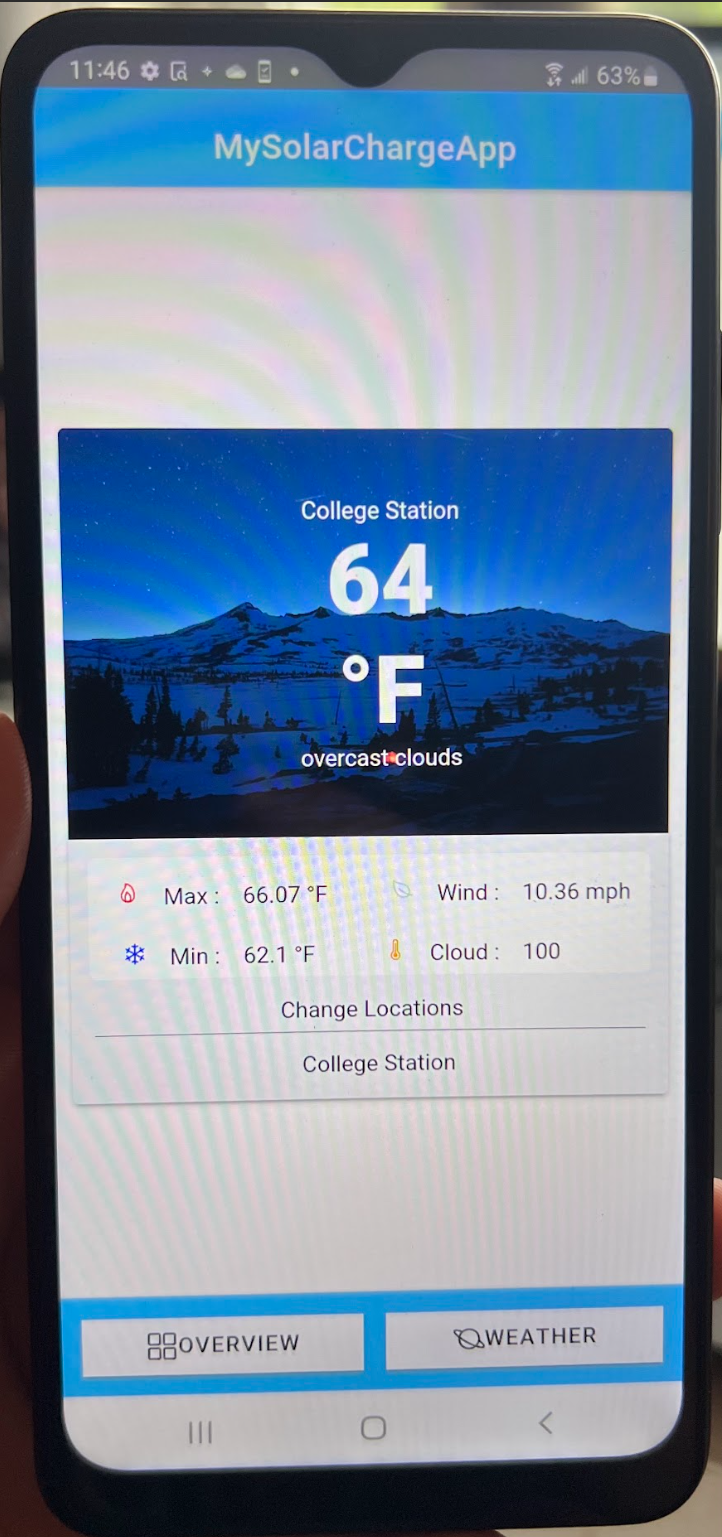 11:46 63%
MySolarChargeApp
College Station
64
°F
overcast clouds
Max : 66.07 °F Wind : 10.36 mph
Min : 62.1 °F Cloud : 100
Change Locations
College Station
OVERVIEW WEATHER